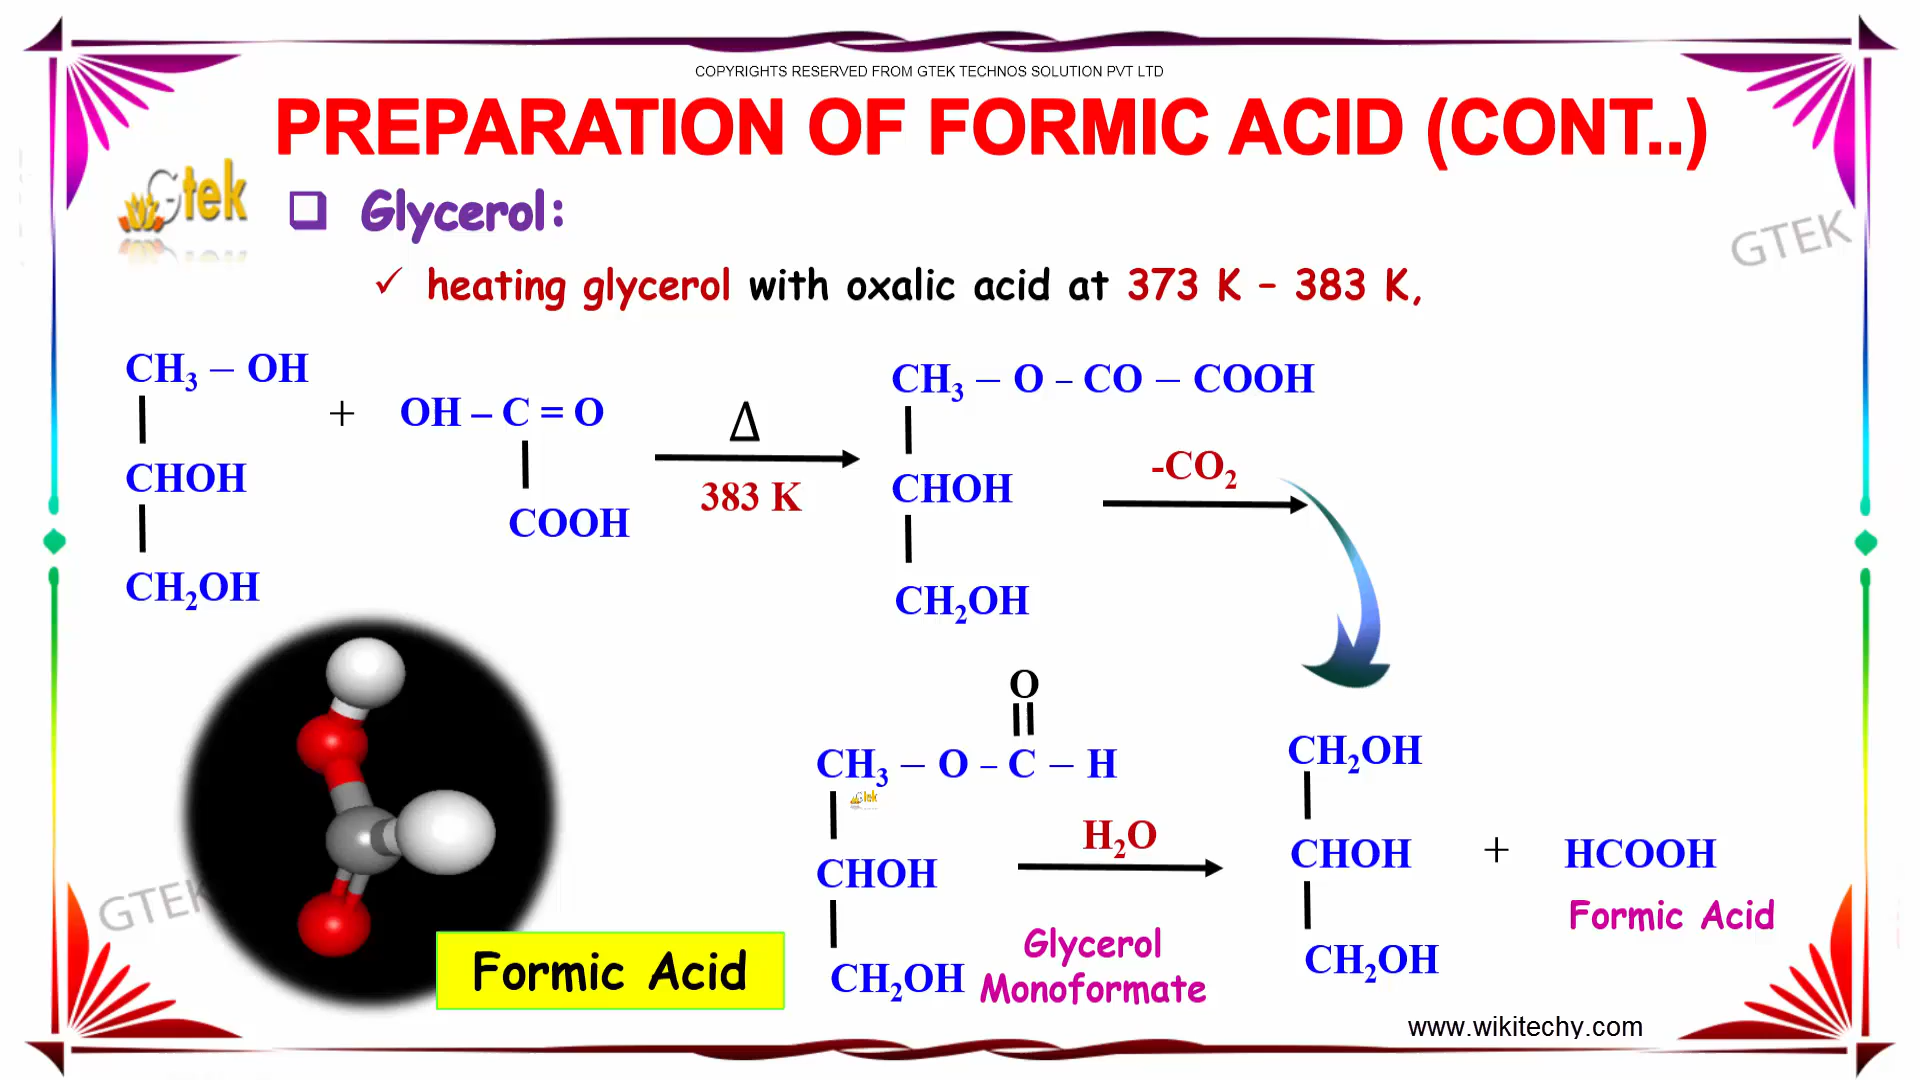 COPYRIGHTS RESERVED FROM GTEK TECHNOS SOLUTION PVT LTD
PREPARATION OF FORMIC ACID (CONT..)
Gtek
Glycerol:
GTEK
✓ heating glycerol with oxalic acid at 373 K – 383 K,
CH₃ – OH
+
OH – C = O
CHOH
COOH
CH₂OH
Δ
383 K
CH₃ – O – CO – COOH
CHOH
CH₂OH
-CO₂
O
CH₃ – O – C – H
Gtek
CHOH
CH₂OH
H₂O
Glycerol
Monoformate
CH₂OH
CHOH
CH₂OH
+
HCOOH
Formic Acid
GTEK
Formic Acid
www.wikitechy.com